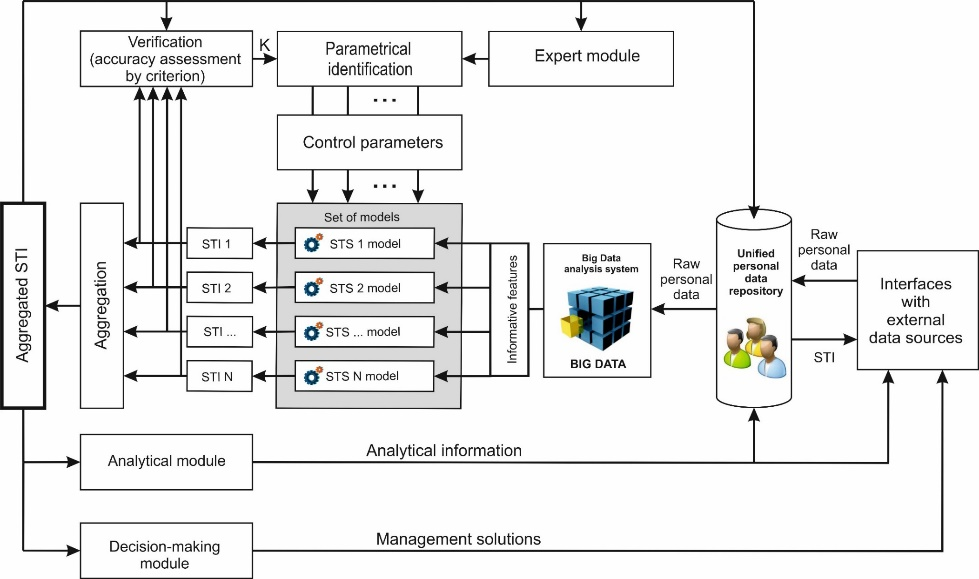 Verification
(accuracy assessment
by criterion)
K
Parametrical
identification
Expert module
...
Control parameters
...
Set of models
Aggregated STI
Aggregation
STI 1
STS 1 model
STI 2
STS 2 model
STI ...
STS ... model
STI N
STS N model
Informative features
Big Data
analysis system
BIG DATA
Raw
personal
data
Unified
personal
data
repository
Raw
personal
data
STI
Interfaces
with
external
data sources
Analytical module
Analytical information
Decision-making
module
Management solutions